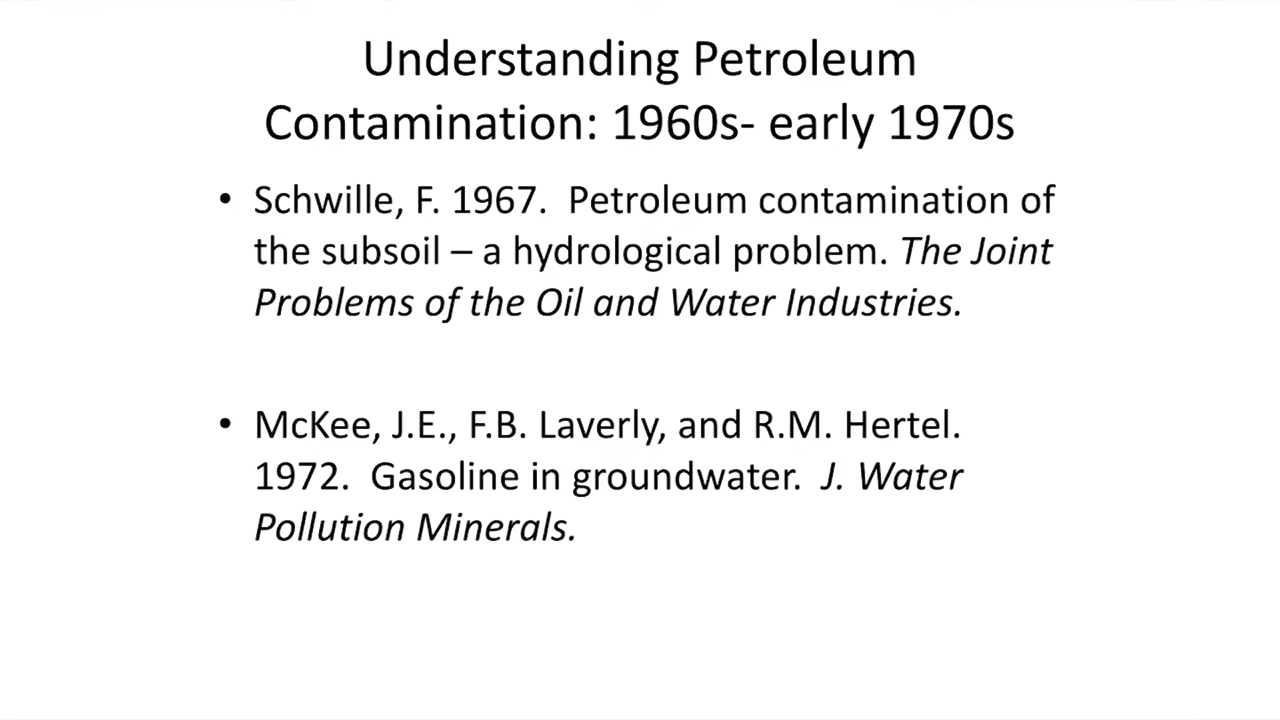 Understanding Petroleum
Contamination: 1960s- early 1970s
• Schwille, F. 1967.  Petroleum contamination of
the subsoil – a hydrological problem. The Joint
Problems of the Oil and Water Industries.
• McKee, J.E., F.B. Laverly, and R.M. Hertel.
1972.  Gasoline in groundwater.  J. Water
Pollution Minerals.